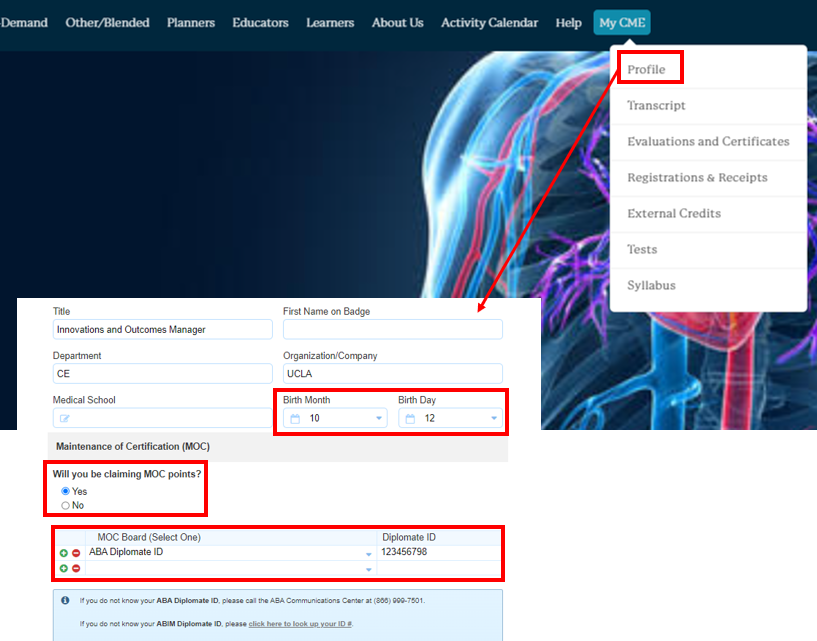 Demand Other/Blended Planners Educators Learners About Us Activity Calendar Help My CME
Profile
Transcript
Evaluations and Certificates
Registrations & Receipts
External Credits
Tests
Syllabus
Title First Name on Badge
Innovations and Outcomes Manager
Department Organization/Company
CE UCLA
Medical School Birth Month Birth Day
10 12
Maintenance of Certification (MOC)
Will you be claiming MOC points?
Yes
No
MOC Board (Select One) Diplomate ID
ABA Diplomate ID 123456798
If you do not know your ABA Diplomate ID, please call the ABA Communications Center at (866) 999-7501.
If you do not know your ABIM Diplomate ID, please click here to look up your ID #.